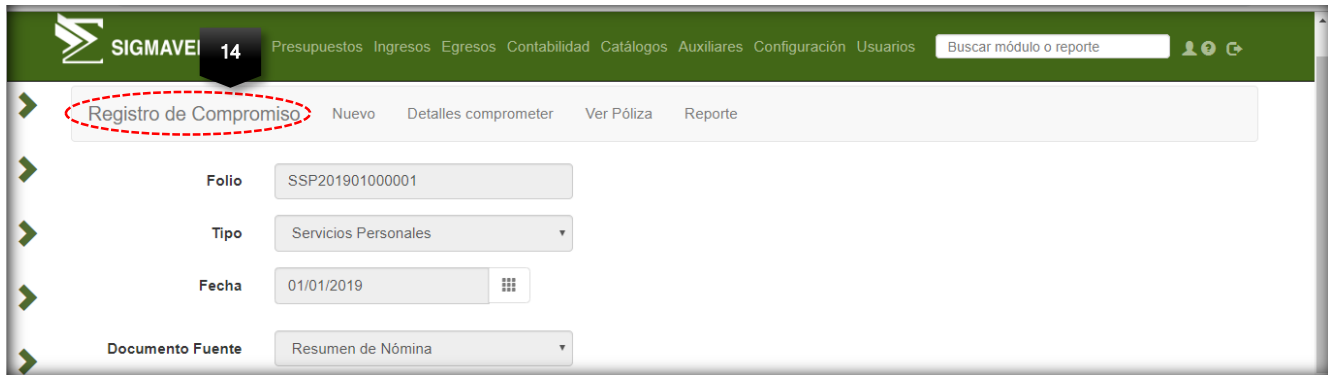 SIGMAVE 14 Presupuestos Ingresos Egresos Contabilidad Catálogos Auxiliares Configuración Usuarios Buscar módulo o reporte
Registro de Compromiso Nuevo Detalles comprometer Ver Póliza Reporte
Folio SSP201901000001
Tipo Servicios Personales
Fecha 01/01/2019
Documento Fuente Resumen de Nómina